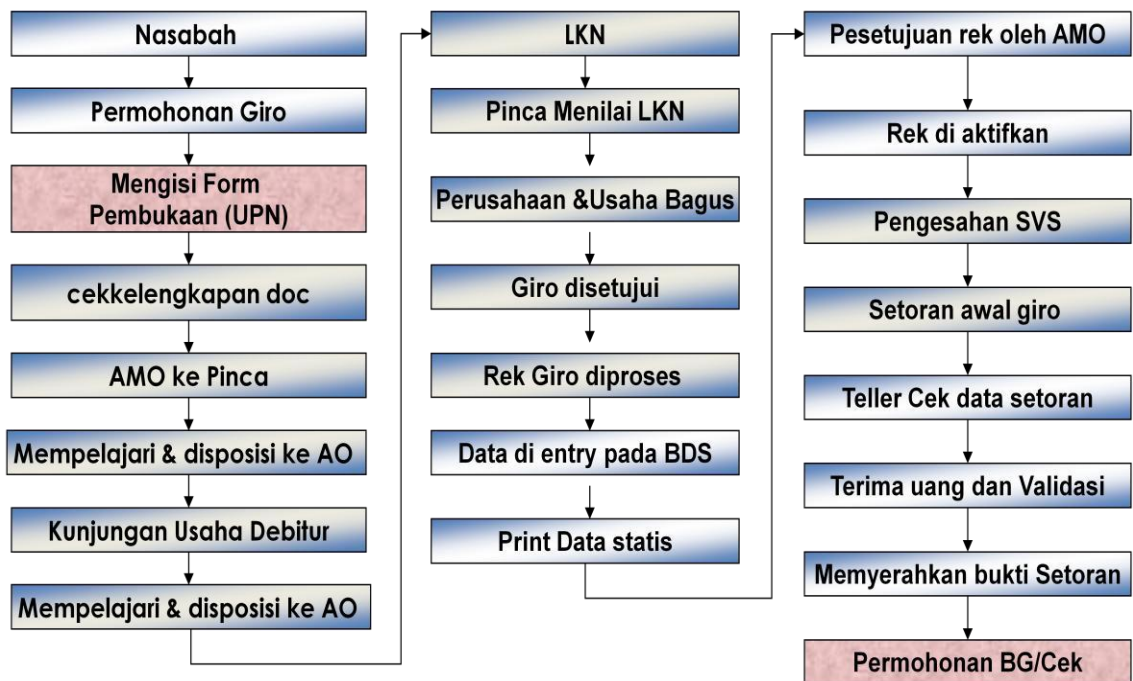 Nasabah
Permohonan Giro
Mengisi Form
Pembukaan (UPN)
cekkelengkapan doc
AMO ke Pinca
Mempelajari & disposisi ke AO
Kunjungan Usaha Debitur
Mempelajari & disposisi ke AO
LKN
Pinca Menilai LKN
Perusahaan &Usaha Bagus
Giro disetujui
Rek Giro diproses
Data di entry pada BDS
Print Data statis
Pesetujuan rek oleh AMO
Rek di aktifkan
Pengesahan SVS
Setoran awal giro
Teller Cek data setoran
Terima uang dan Validasi
Memyerahkan bukti Setoran
Permohonan BG/Cek